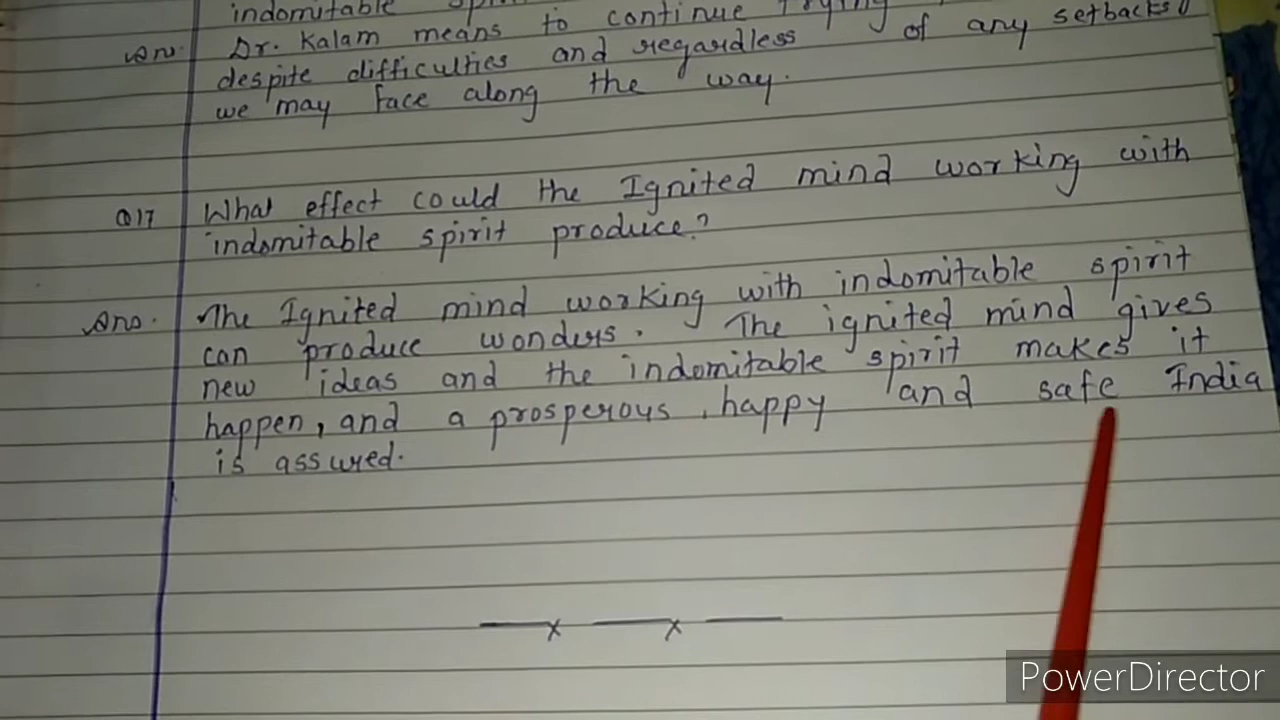 indomitable
Ans. Dr. Kalam means to continue trying
despite difficulties and regardless of any setbacks
we may face along the way.
Q17 What effect could the Ignited mind working with
indomitable spirit produce?
Ans. The Ignited mind working with indomitable spirit
can produce wonders. The ignited mind gives
new ideas and the indomitable spirit makes it
happen, and a prosperous, happy and safe India
is assured.
PowerDirector